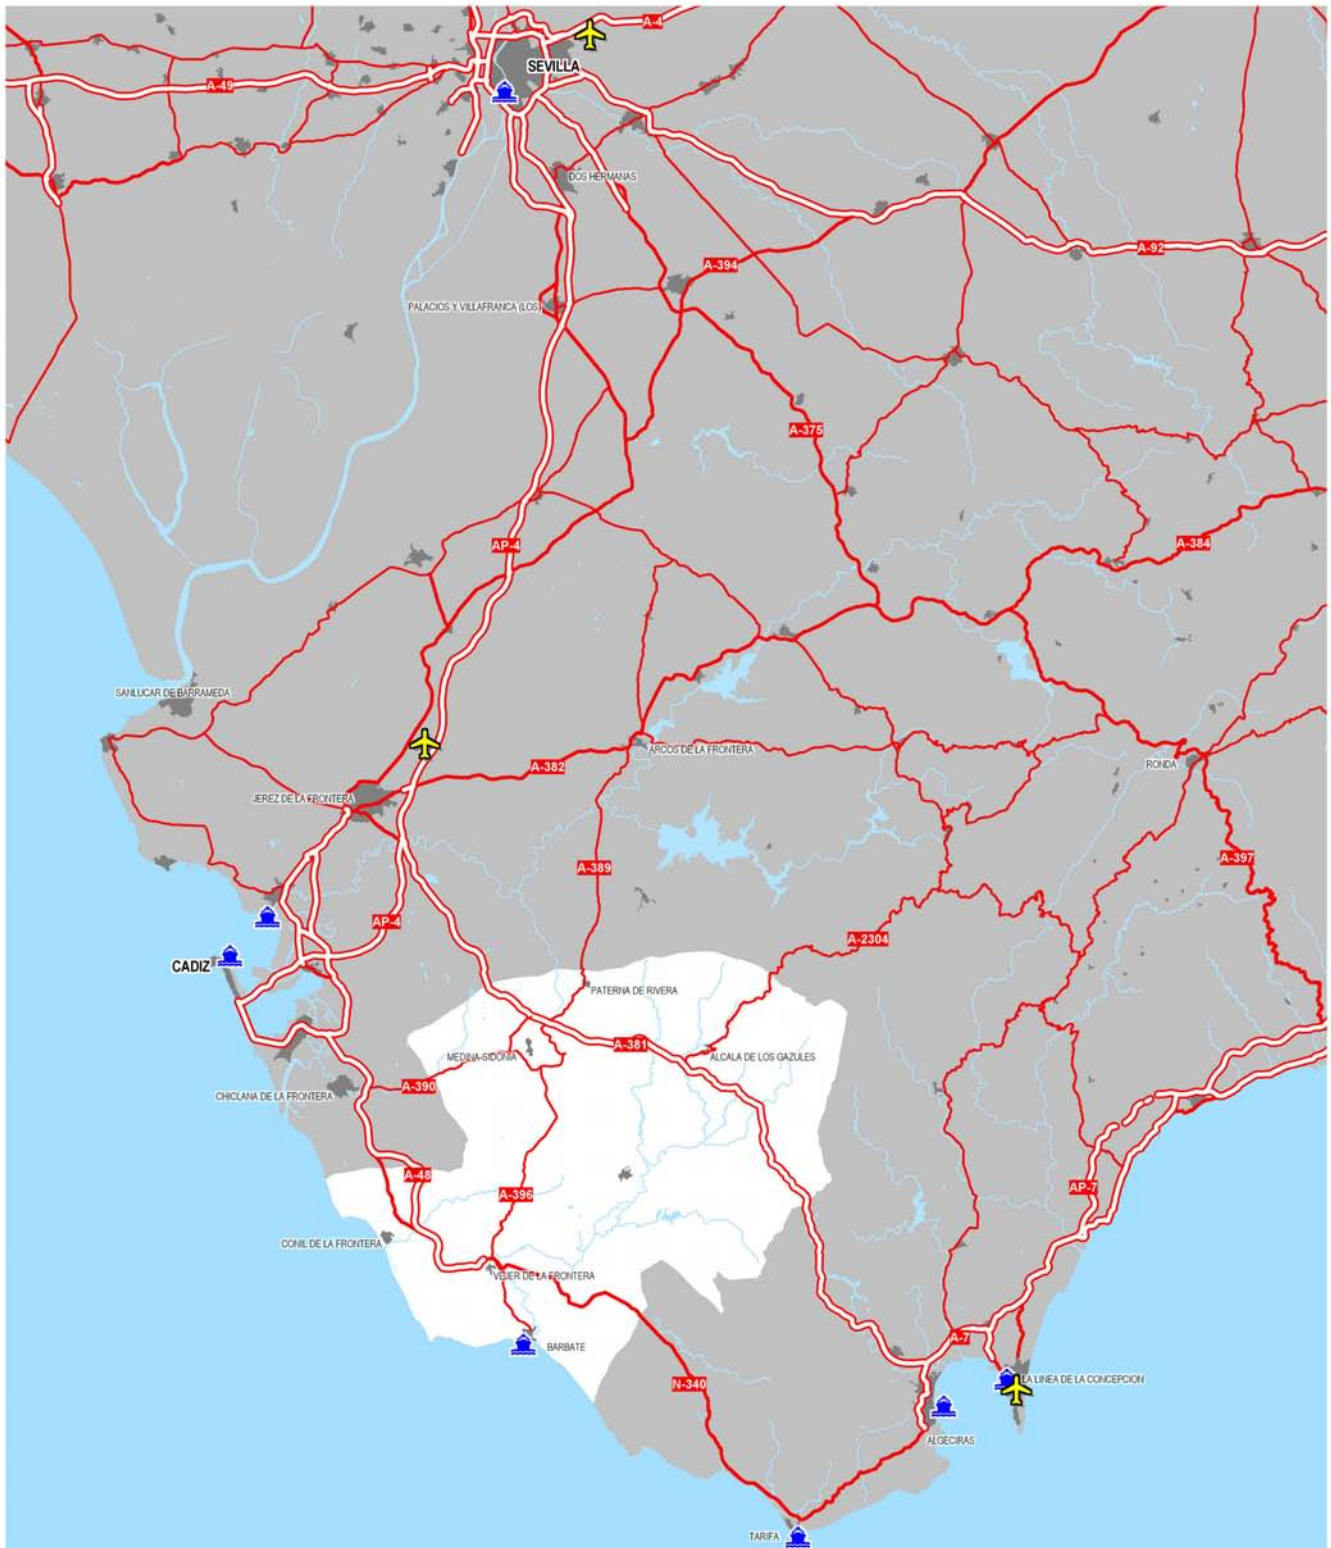 A-4
SEVILLA
A-49
DOS HERMANAS
A-92
A-394
PALACIOS Y VILLAFRANCA (LOS)
A-375
AP-4
A-384
SANLUCAR DE BARRAMEDA
ARCOS DE LA FRONTERA
RONDA
A-382
JEREZ DE LA FRONTERA
A-397
A-389
AP-4
A-2304
CADIZ
PATERNA DE RIVERA
A-381
MEDINA-SIDONIA
ALCALA DE LOS GAZULES
A-390
CHICLANA DE LA FRONTERA
A-48
AP-7
A-396
CONIL DE LA FRONTERA
VEJER DE LA FRONTERA
A-7
BARBATE
LA LINEA DE LA CONCEPCION
N-340
ALGECIRAS
TARIFA